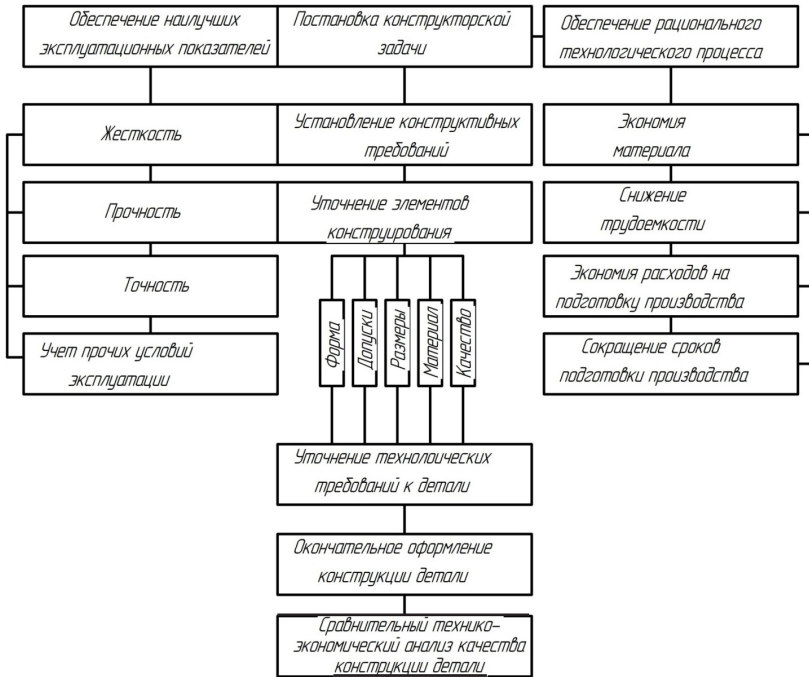 Обеспечение наилучших
эксплуатационных показателей
Постановка конструкторской
задачи
Обеспечение рационального
технологического процесса
Жесткость
Установление конструктивных
требований
Экономия
материала
Прочность
Уточнение элементов
конструирования
Снижение
трудоемкости
Точность
Экономия расходов на
подготовку производства
Учет прочих условий
эксплуатации
Форма
Допуски
Размеры
Материал
Качество
Сокращение сроков
подготовки производства
Уточнение технолоических
требований к детали
Окончательное оформление
конструкции детали
Сравнительный технико-
экономический анализ качества
конструкции детали